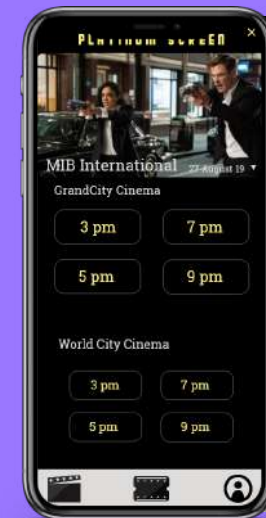 PLATINUM SCREEN ×
MIB International 27-August 19
GrandCity Cinema
3 pm 7 pm
5 pm 9 pm
World City Cinema
3 pm 7 pm
5 pm 9 pm